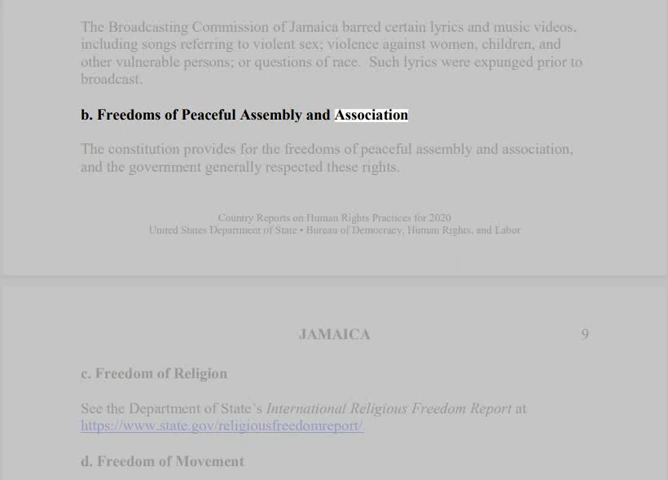 The Broadcasting Commission of Jamaica barred certain lyrics and music videos,
including songs referring to violent sex; violence against women, children, and
other vulnerable persons; or questions of race.  Such lyrics were expunged prior to
broadcast.
b. Freedoms of Peaceful Assembly and Association
The constitution provides for the freedoms of peaceful assembly and association,
and the government generally respected these rights.
Country Reports on Human Rights Practices for 2020
United States Department of State • Bureau of Democracy, Human Rights, and Labor
JAMAICA 9
c. Freedom of Religion
See the Department of State's International Religious Freedom Report at
https://www.state.gov/religiousfreedomreport/.
d. Freedom of Movement